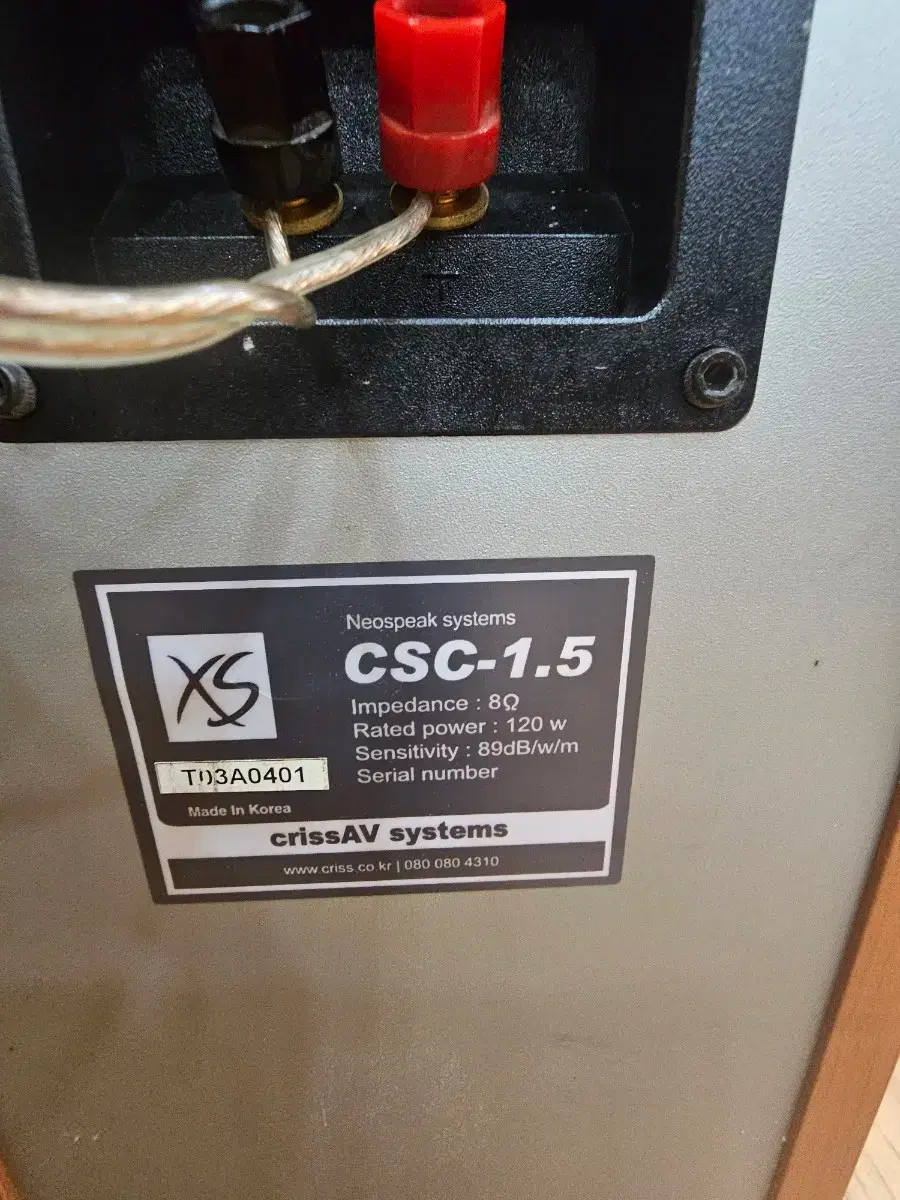 Neospeak systems
CSC-1.5
XS
Impedance : 8Ω
Rated power : 120 w
Sensitivity : 89dB/w/m
Serial number
T03A0401
Made In Korea
crissAV systems
www.criss.co.kr | 080 080 4310